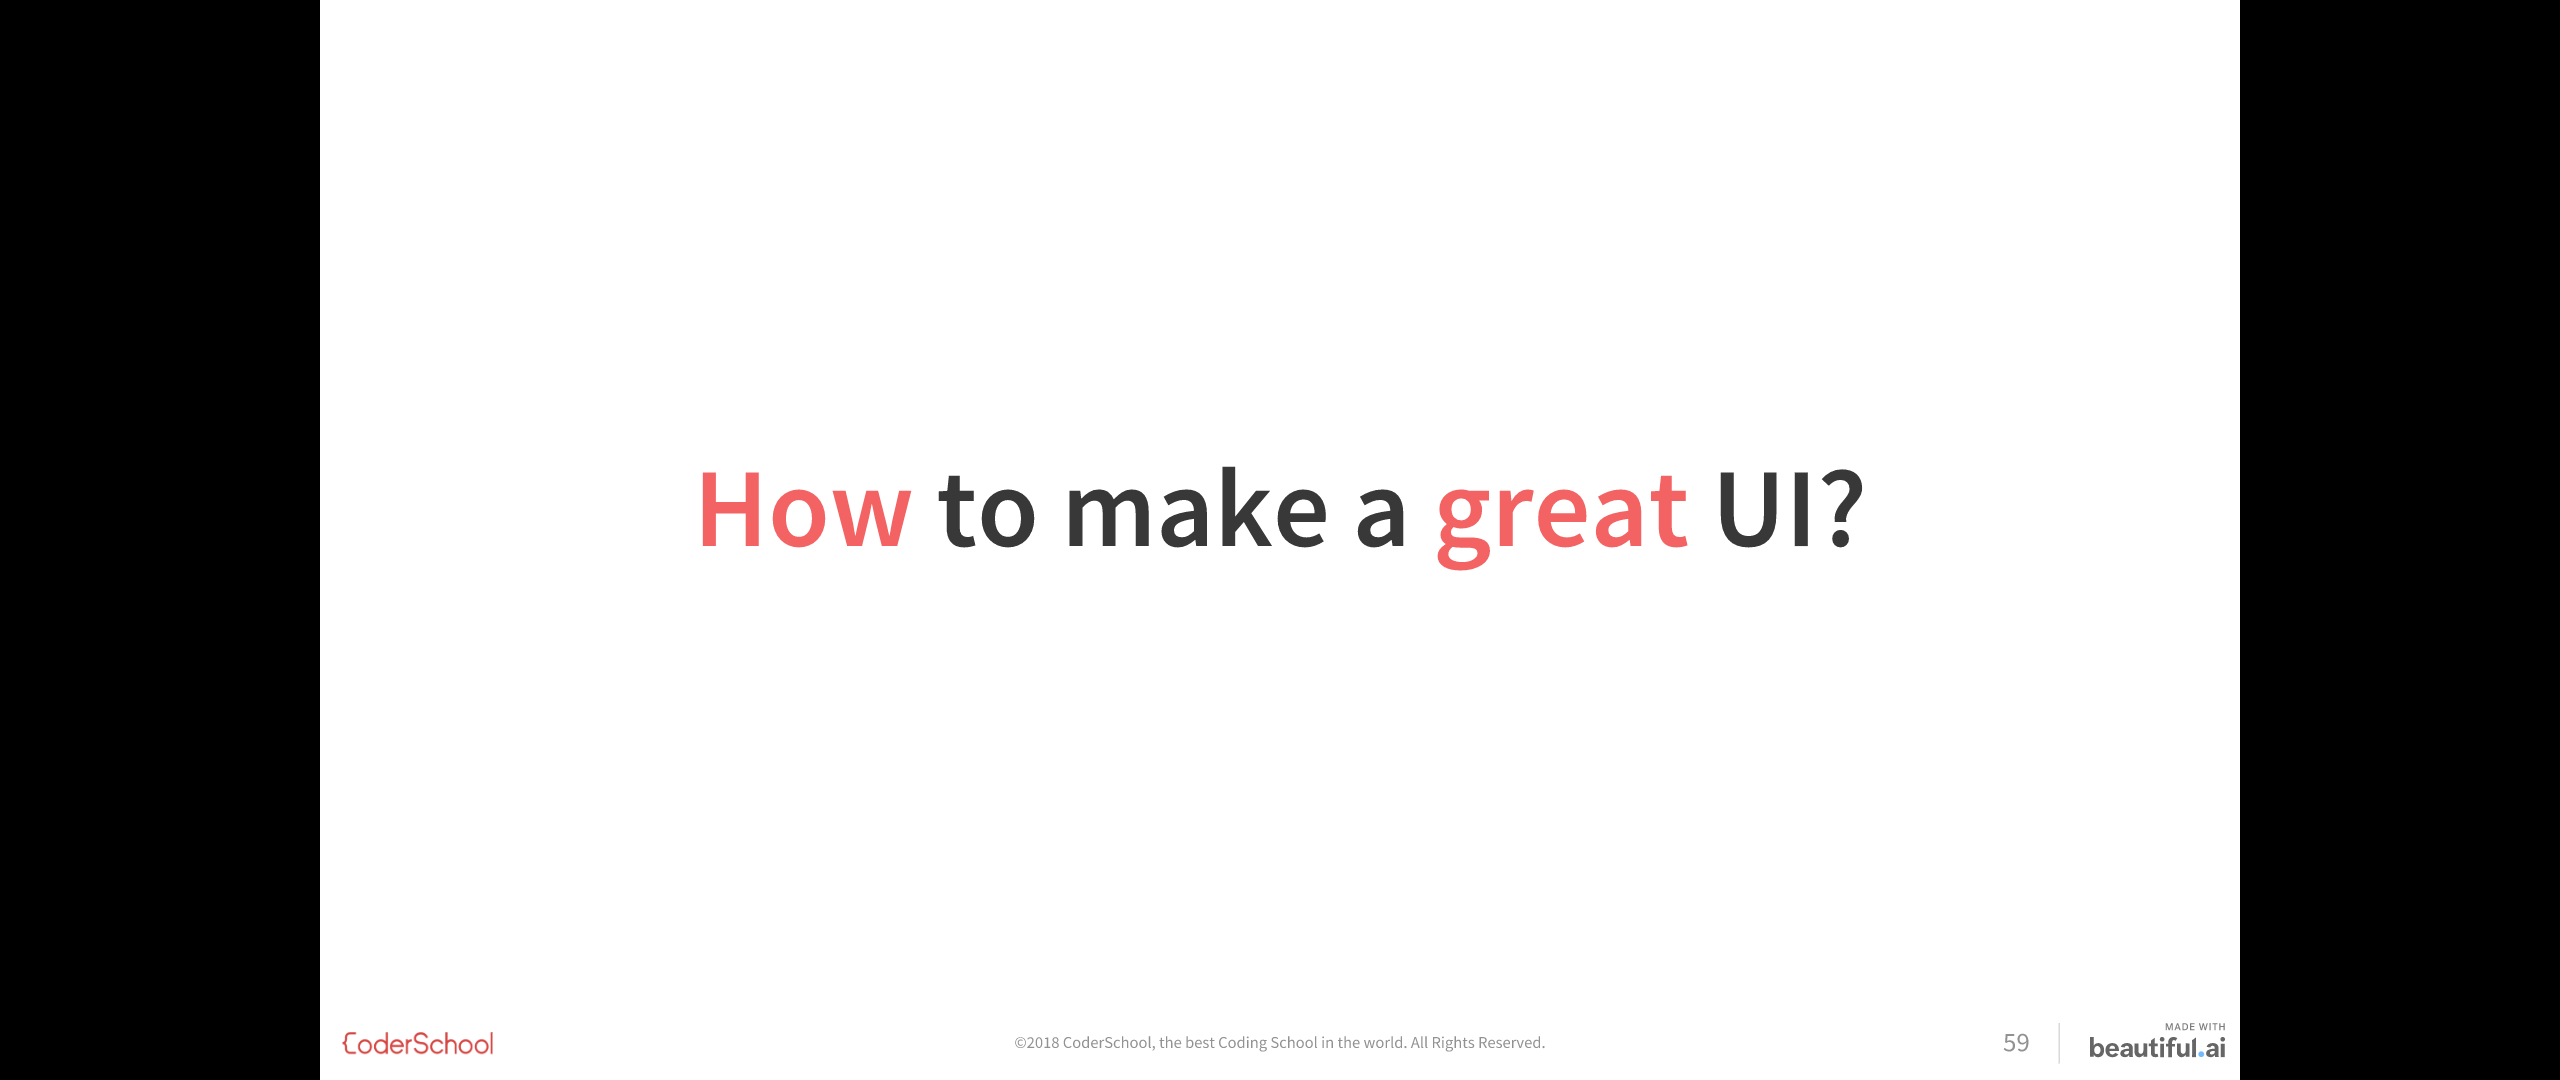 How to make a great UI?
CoderSchool
©2018 CoderSchool, the best Coding School in the world. All Rights Reserved.
59
MADE WITH
beautiful.ai